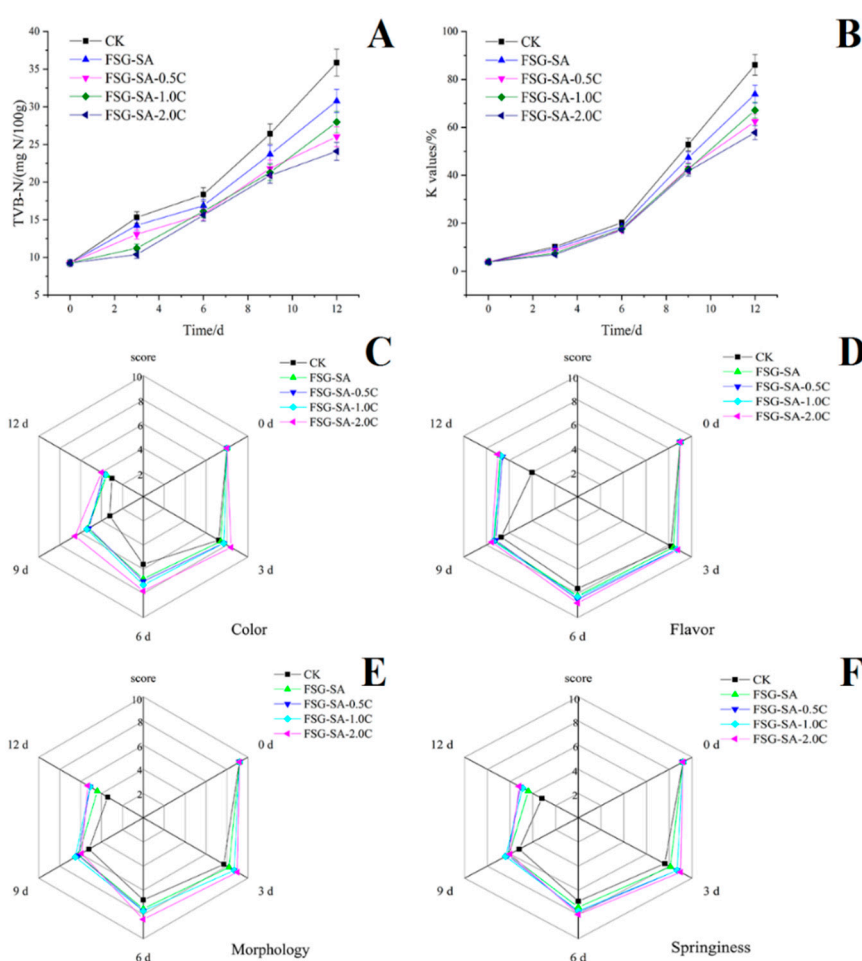 A
40
35
30
25
20
15
10
5
TVB-N/(mg N/100g)
CK
FSG-SA
FSG-SA-0.5C
FSG-SA-1.0C
FSG-SA-2.0C
0 2 4 6 8 10 12
Time/d
B
100
80
60
40
20
0
K values/%
CK
FSG-SA
FSG-SA-0.5C
FSG-SA-1.0C
FSG-SA-2.0C
0 2 4 6 8 10 12
Time/d
C
score
10
8
6
4
2
CK
FSG-SA
FSG-SA-0.5C
FSG-SA-1.0C
FSG-SA-2.0C
12 d
0 d
9 d
3 d
6 d
Color
D
score
10
8
6
4
2
CK
FSG-SA
FSG-SA-0.5C
FSG-SA-1.0C
FSG-SA-2.0C
12 d
0 d
9 d
3 d
6 d
Flavor
E
score
10
8
6
4
2
CK
FSG-SA
FSG-SA-0.5C
FSG-SA-1.0C
FSG-SA-2.0C
12 d
0 d
9 d
3 d
6 d
Morphology
F
score
10
8
6
4
2
CK
FSG-SA
FSG-SA-0.5C
FSG-SA-1.0C
FSG-SA-2.0C
12 d
0 d
9 d
3 d
6 d
Springiness